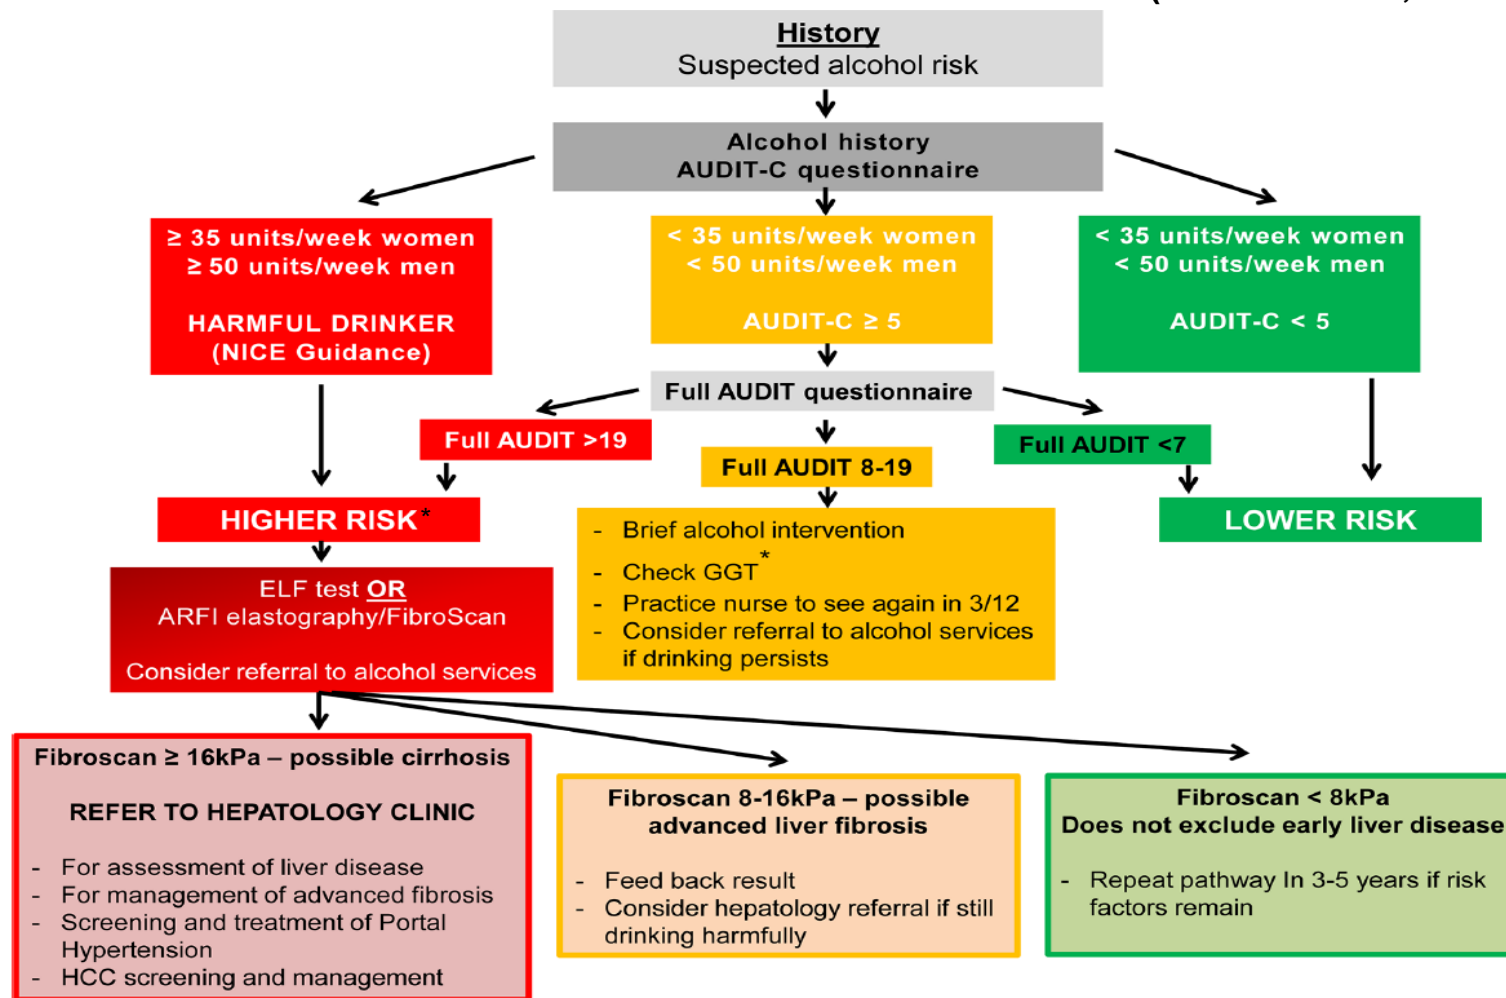 History
Suspected alcohol risk
Alcohol history
AUDIT-C questionnaire
≥ 35 units/week women
≥ 50 units/week men
HARMFUL DRINKER
(NICE Guidance)
< 35 units/week women
< 50 units/week men
AUDIT-C ≥ 5
< 35 units/week women
< 50 units/week men
AUDIT-C < 5
Full AUDIT questionnaire
Full AUDIT >19
Full AUDIT 8-19
Full AUDIT <7
HIGHER RISK*
LOWER RISK
- Brief alcohol intervention
- Check GGT*
- Practice nurse to see again in 3/12
- Consider referral to alcohol services
if drinking persists
ELF test OR
ARFI elastography/FibroScan
Consider referral to alcohol services
Fibroscan ≥ 16kPa – possible cirrhosis
REFER TO HEPATOLOGY CLINIC
- For assessment of liver disease
- For management of advanced fibrosis
- Screening and treatment of Portal
Hypertension
- HCC screening and management
Fibroscan 8-16kPa – possible
advanced liver fibrosis
- Feed back result
- Consider hepatology referral if still
drinking harmfully
Fibroscan < 8kPa
Does not exclude early liver disease
- Repeat pathway In 3-5 years if risk
factors remain